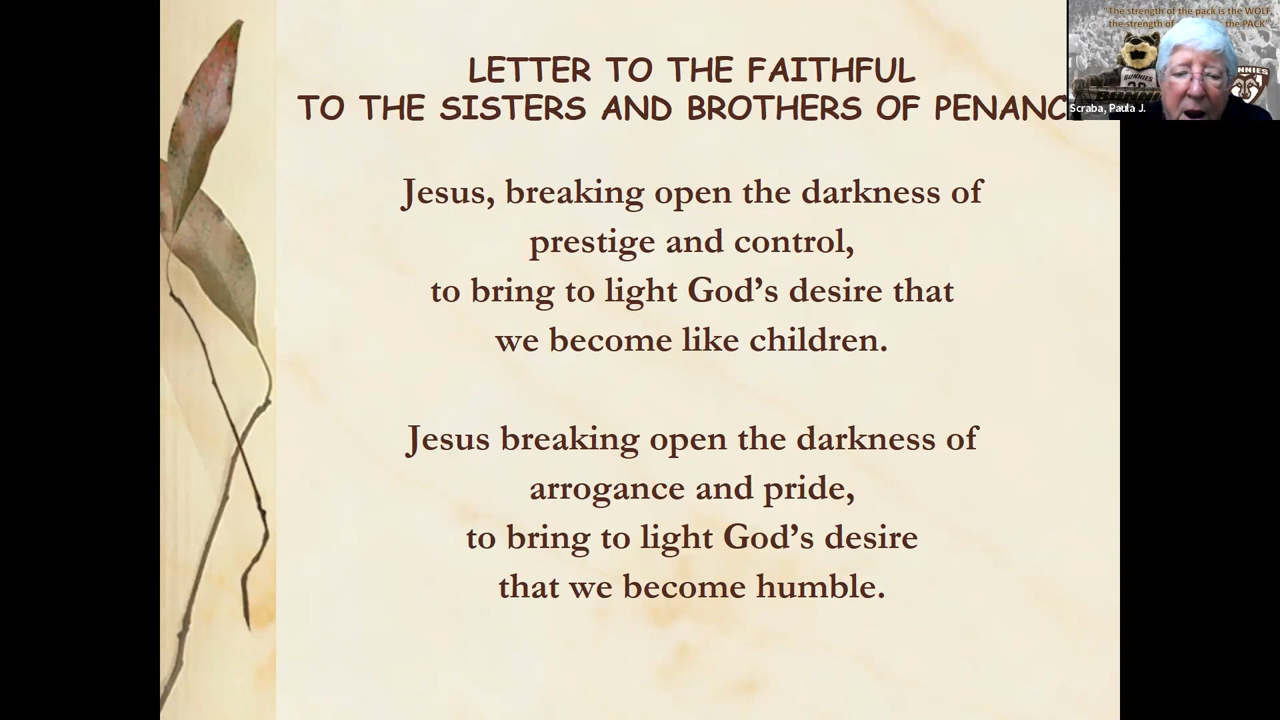 LETTER TO THE FAITHFUL
TO THE SISTERS AND BROTHERS OF PENANC
Jesus, breaking open the darkness of
prestige and control,
to bring to light God’s desire that
we become like children.
Jesus breaking open the darkness of
arrogance and pride,
to bring to light God’s desire
that we become humble.
"The strength of the pack is the WOLF,
the strength of the PACK"
BUNNIES
NNIES
Scraba, Paula J.